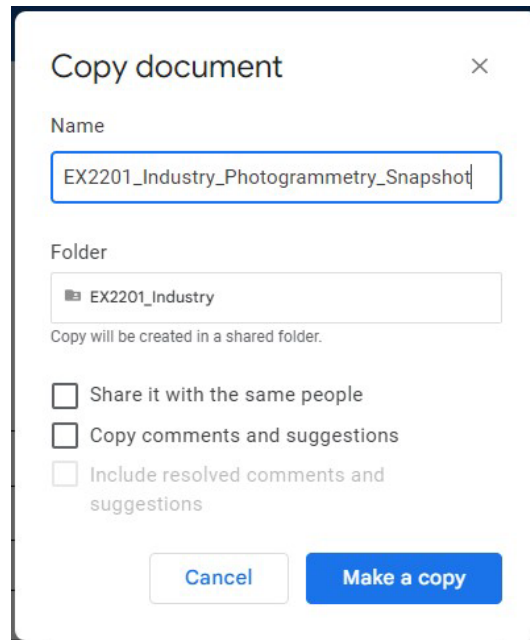 Copy document
Name
EX2201_Industry_Photogrammetry_Snapshot
Folder
EX2201_Industry
Copy will be created in a shared folder.
Share it with the same people
Copy comments and suggestions
Include resolved comments and
suggestions
Cancel
Make a copy